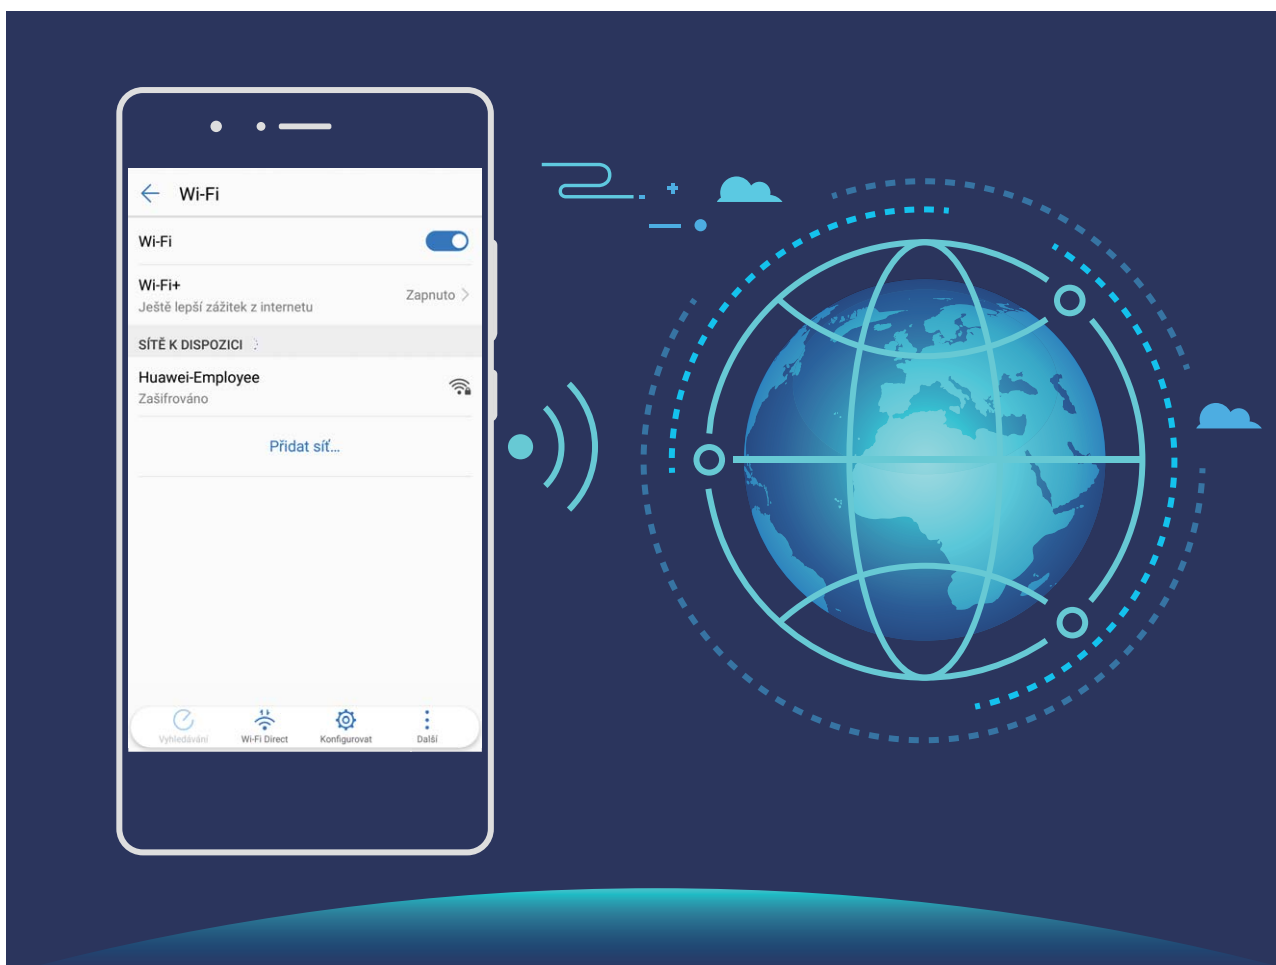 Wi-Fi
Wi-Fi
Wi-Fi+
Ještě lepší zážitek z internetu
Zapnuto
SÍTĚ K DISPOZICI
Huawei-Employee
Zašifrováno
Přidat síť...
Vyhledávání
Wi-Fi Direct
Konfigurovat
Další